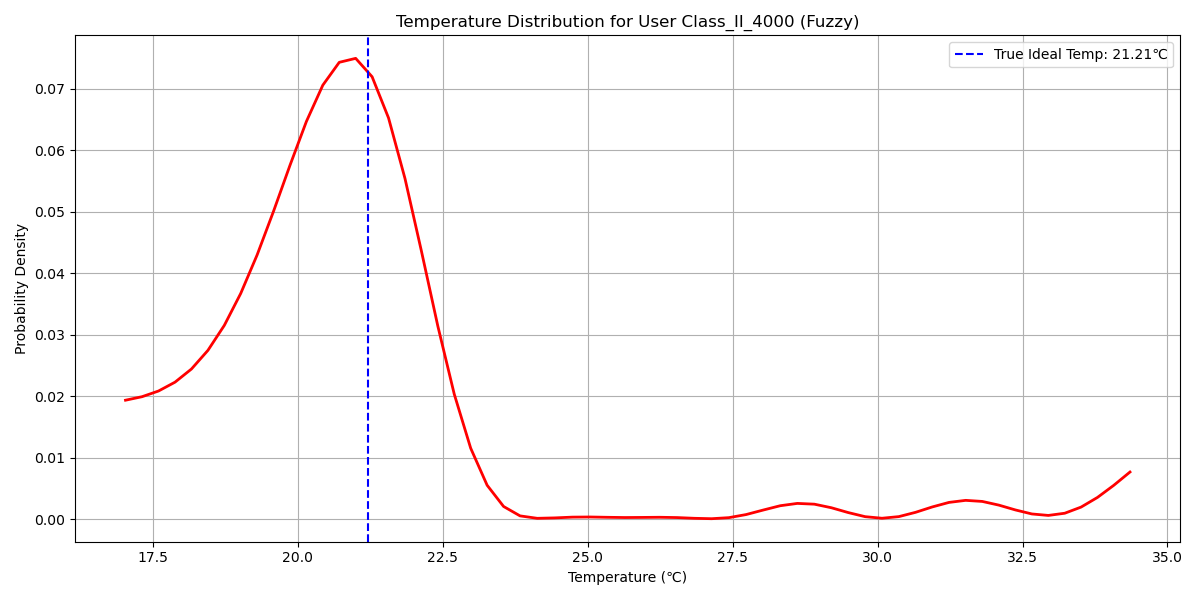 Temperature Distribution for User Class_II_4000 (Fuzzy)
True Ideal Temp: 21.21℃
Probability Density
0.07
0.06
0.05
0.04
0.03
0.02
0.01
0.00
17.5 20.0 22.5 25.0 27.5 30.0 32.5 35.0
Temperature (℃)